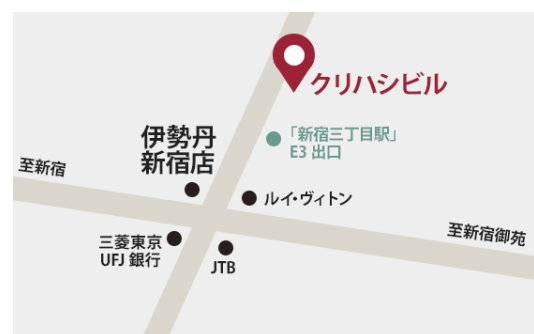 クリハシビル
「新宿三丁目駅」
E3 出口
伊勢丹
新宿店
至新宿
ルイ・ヴィトン
至新宿御苑
三菱東京
UFJ 銀行
JTB